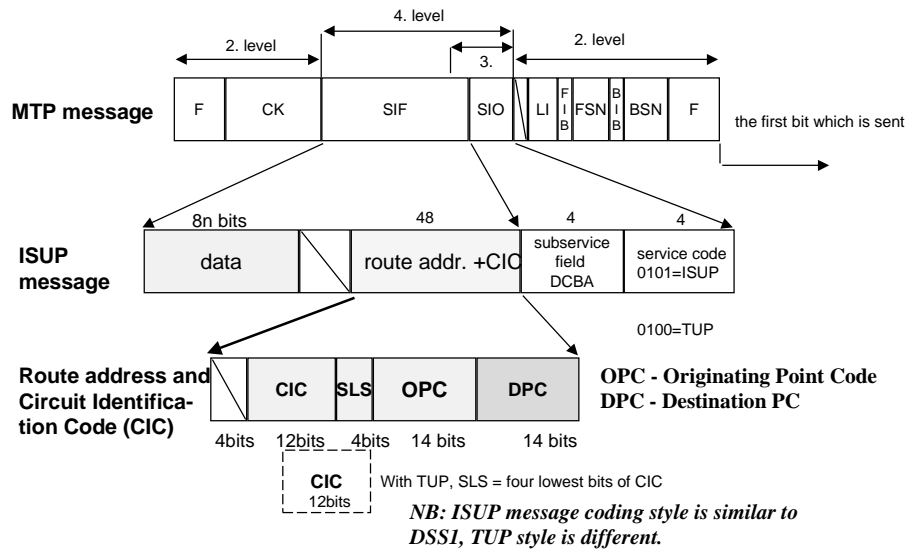 4. level
2. level
3.
2. level
MTP message
F
CK
SIF
SIO
LI
FIB
FSN
BIB
BSN
F
the first bit which is sent
8n bits
48
4
4
ISUP
message
data
route addr. +CIC
subservice
field
DCBA
service code
0101=ISUP
0100=TUP
Route address and
Circuit Identifica-
tion Code (CIC)
CIC
SLS
OPC
DPC
OPC - Originating Point Code
DPC - Destination PC
4bits
12bits
4bits
14 bits
14 bits
CIC
12bits
With TUP, SLS = four lowest bits of CIC
NB: ISUP message coding style is similar to
DSS1, TUP style is different.